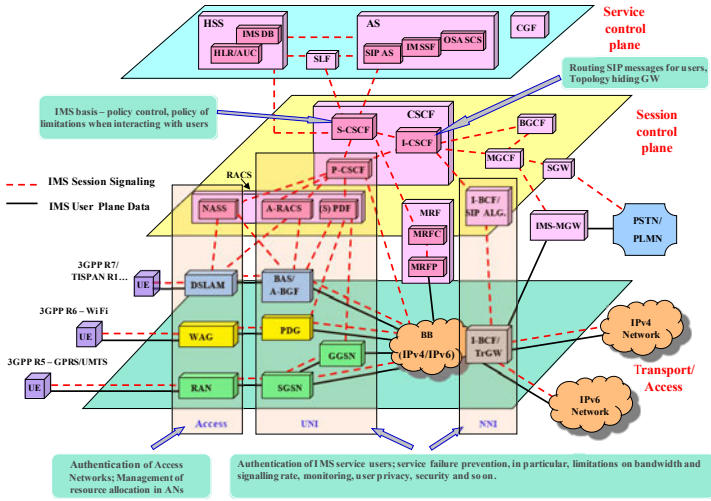 HSS
IMS DB
HLR/AUC
SLF
AS
SIP AS
IM SSF
OSA SCS
CGF
Service
control
plane
Routing SIP messages for users,
Topology hiding GW
IMS basis – policy control, policy of
limitations when interacting with users
CSCF
S-CSCF
I-CSCF
BGCF
Session
control
plane
MGCF
SGW
P-CSCF
IMS Session Signaling
IMS User Plane Data
RACS
NASS
A-RACS
(S) PDF
MRF
MRFC
MRFP
I-BCF/
SIP ALG.
IMS-MGW
PSTN/
PLMN
3GPP R7/
TISPAN R1…
UE
DSLAM
BAS/
A-BGF
3GPP R6 – WiFi
UE
WAG
PDG
BB
(IPv4/IPv6)
I-BCF/
TrGW
IPv4
Network
GGSN
3GPP R5 – GPRS/UMTS
UE
RAN
SGSN
Transport/
Access
IPv6
Network
Access
UNI
NNI
Authentication of Access
Networks; Management of
resource allocation in ANs
Authentication of IMS service users; service failure prevention, in particular, limitations on bandwidth and
signalling rate, monitoring, user privacy, security and so on.